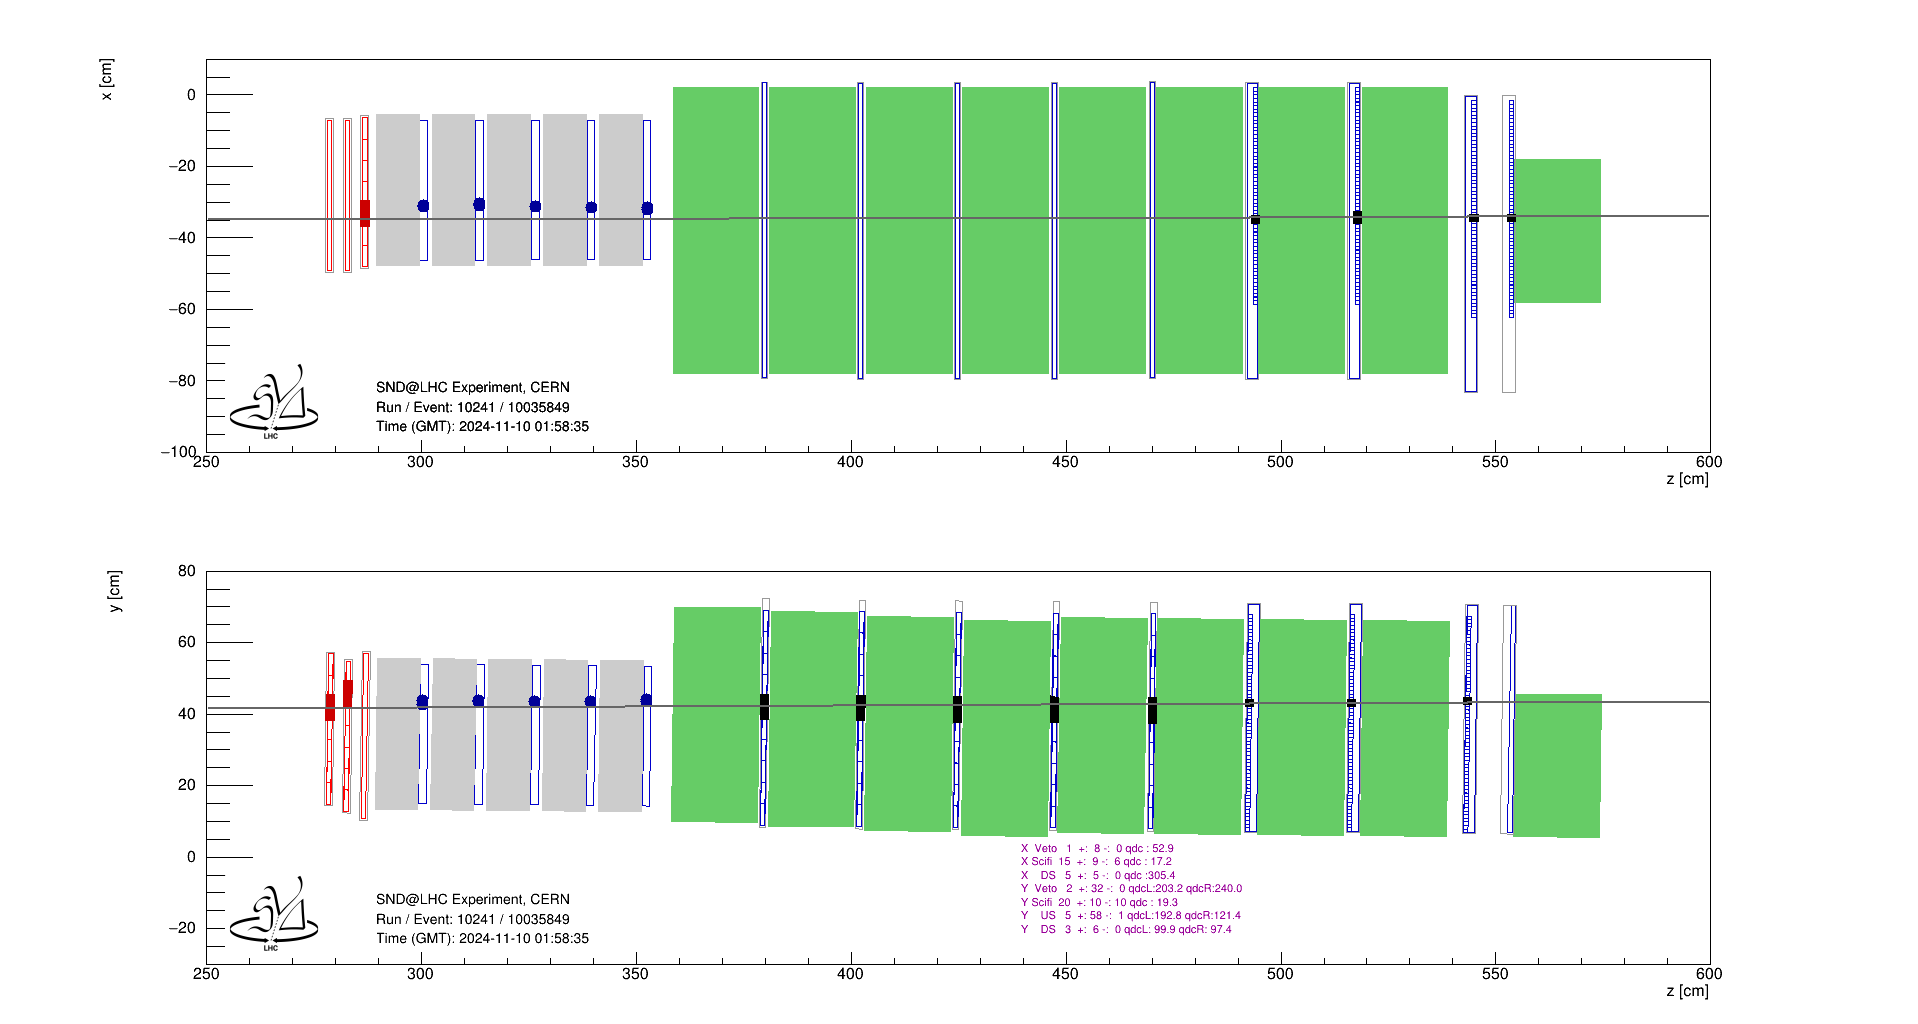 x [cm]
0
−20
−40
−60
−80
−100
SND@LHC Experiment, CERN
Run / Event: 10241 / 10035849
Time (GMT): 2024-11-10 01:58:35
LHC
250 300 350 400 450 500 550 600
z [cm]
y [cm]
80
60
40
20
0
−20
X Veto 1 +: 8 -: 0 qdc : 52.9
X Scifi 15 +: 9 -: 6 qdc : 17.2
X DS 5 +: 5 -: 0 qdc :305.4
Y Veto 2 +: 32 -: 0 qdcL:203.2 qdcR:240.0
Y Scifi 20 +: 10 -: 10 qdc : 19.3
Y US 5 +: 58 -: 1 qdcL:192.8 qdcR:121.4
Y DS 3 +: 6 -: 0 qdcL: 99.9 qdcR: 97.4
SND@LHC Experiment, CERN
Run / Event: 10241 / 10035849
Time (GMT): 2024-11-10 01:58:35
LHC
250 300 350 400 450 500 550 600
z [cm]